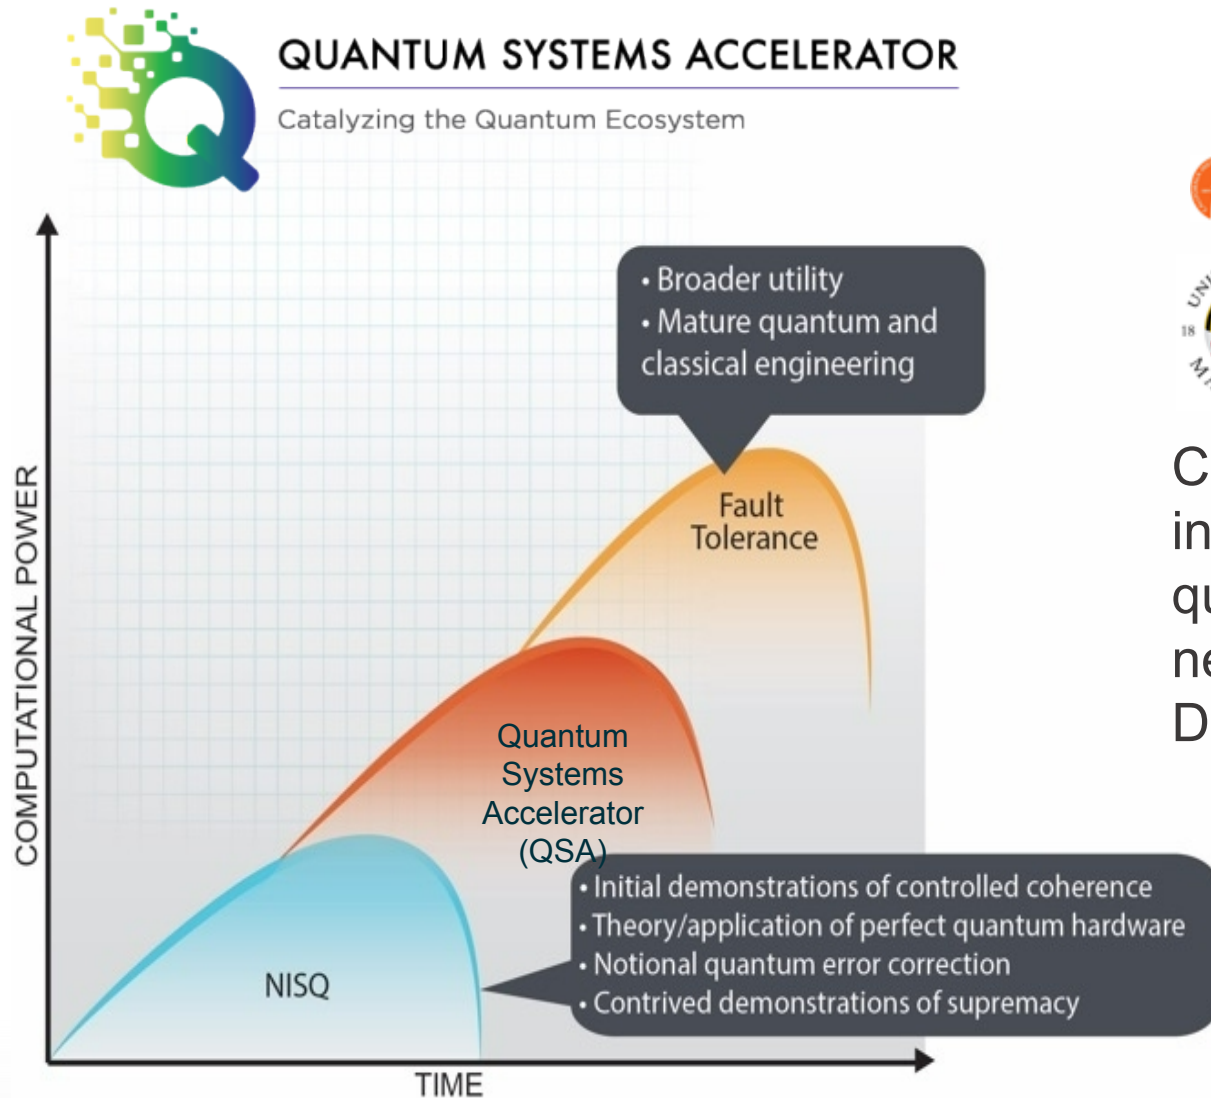 QUANTUM SYSTEMS ACCELERATOR
Catalyzing the Quantum Ecosystem
• Broader utility
• Mature quantum and
classical engineering
Fault
Tolerance
Quantum
Systems
Accelerator
(QSA)
• Initial demonstrations of controlled coherence
• Theory/application of perfect quantum hardware
• Notional quantum error correction
• Contrived demonstrations of supremacy
NISQ
COMPUTATIONAL POWER
TIME
18